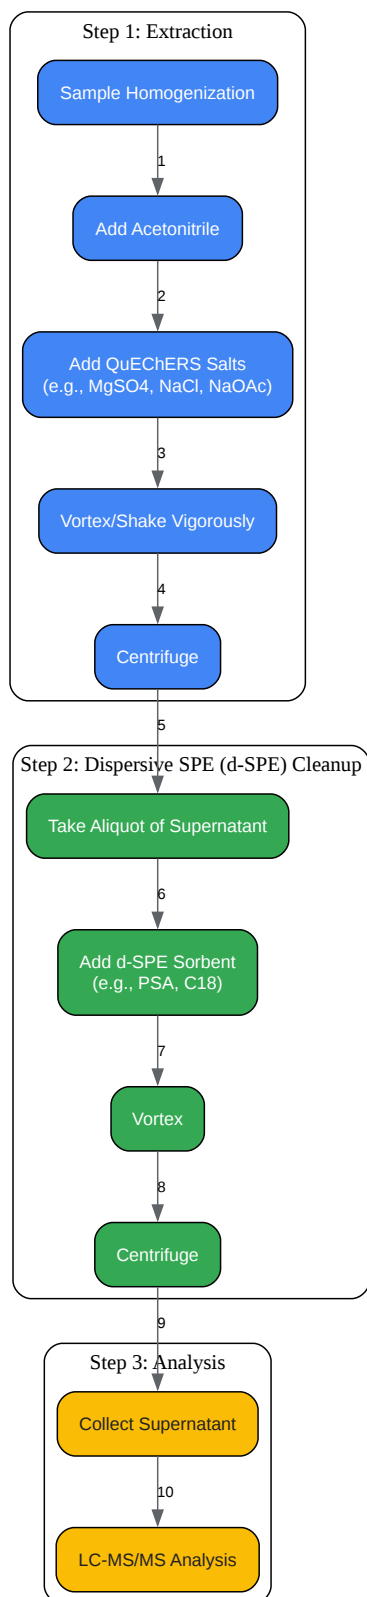 Step 1: Extraction
Sample Homogenization
1
Add Acetonitrile
2
Add QuEChERS Salts
(e.g., MgSO4, NaCl, NaOAc)
3
Vortex/Shake Vigorously
4
Centrifuge
5
Step 2: Dispersive SPE (d-SPE) Cleanup
Take Aliquot of Supernatant
6
Add d-SPE Sorbent
(e.g., PSA, C18)
7
Vortex
8
Centrifuge
9
Step 3: Analysis
Collect Supernatant
10
LC-MS/MS Analysis